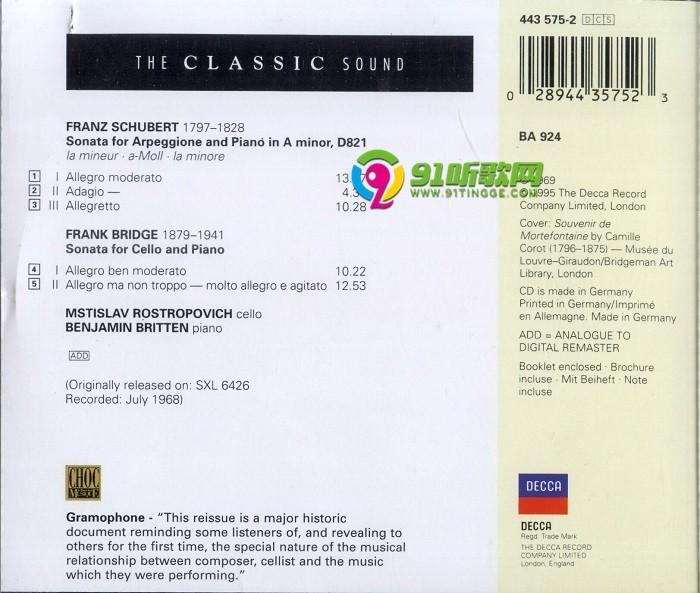 THE CLASSIC SOUND
FRANZ SCHUBERT 1797–1828
Sonata for Arpeggione and Piano in A minor, D821
la mineur · a-Moll · la minore
1 I Allegro moderato
2 II Adagio —
3 III Allegretto 10.28
FRANK BRIDGE 1879–1941
Sonata for Cello and Piano
4 I Allegro ben moderato 10.22
5 II Allegro ma non troppo — molto allegro e agitato 12.53
MSTISLAV ROSTROPOVICH cello
BENJAMIN BRITTEN piano
ADD
(Originally released on: SXL 6426
Recorded: July 1968)
CHOC
Gramophone - “This reissue is a major historic
document reminding some listeners of, and revealing to
others for the first time, the special nature of the musical
relationship between composer, cellist and the music
which they were performing.”
443 575-2 DCS
0 28944 35752 3
BA 924
91听歌网
WWW.91TINGGE.COM
1995 The Decca Record
Company Limited, London
Cover: Souvenir de
Mortefontaine by Camille
Corot (1796–1875) — Musée du
Louvre–Giraudon/Bridgeman Art
Library, London
CD is made in Germany
Printed in Germany/Imprimé
en Allemagne. Made in Germany
ADD = ANALOGUE TO
DIGITAL REMASTER
Booklet enclosed · Brochure
incluse · Mit Beiheft · Note
incluse
DECCA
DECCA
Regd. Trade Mark
THE DECCA RECORD
COMPANY LIMITED
London, England